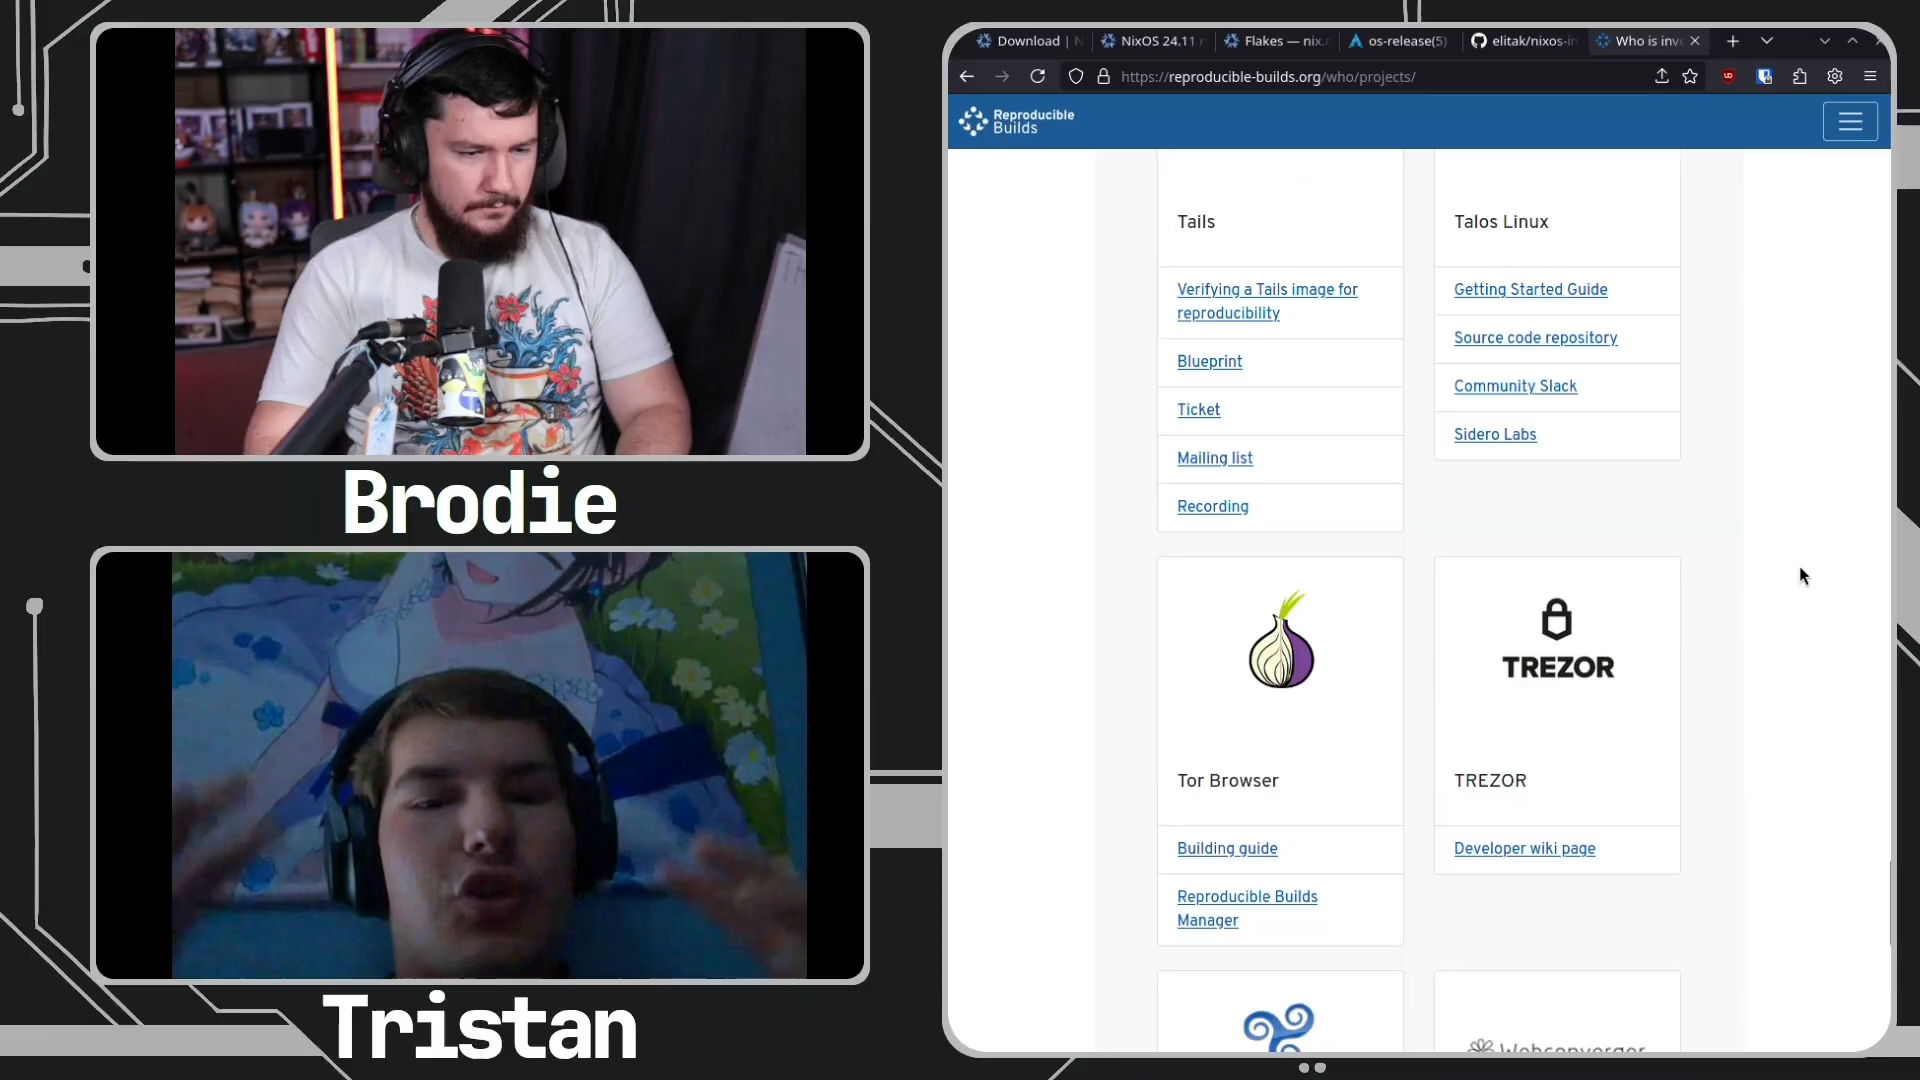 Brodie
Tristan
Download | N
NixOS 24.11 r
Flakes — nix.
os-release(5)
elitak/nixos-in
Who is inv
https://reproducible-builds.org/who/projects/
Reproducible
Builds
Tails
Verifying a Tails image for
reproducibility
Blueprint
Ticket
Mailing list
Recording
Talos Linux
Getting Started Guide
Source code repository
Community Slack
Sidero Labs
Tor Browser
Building guide
Reproducible Builds
Manager
TREZOR
TREZOR
Developer wiki page
Webconverger